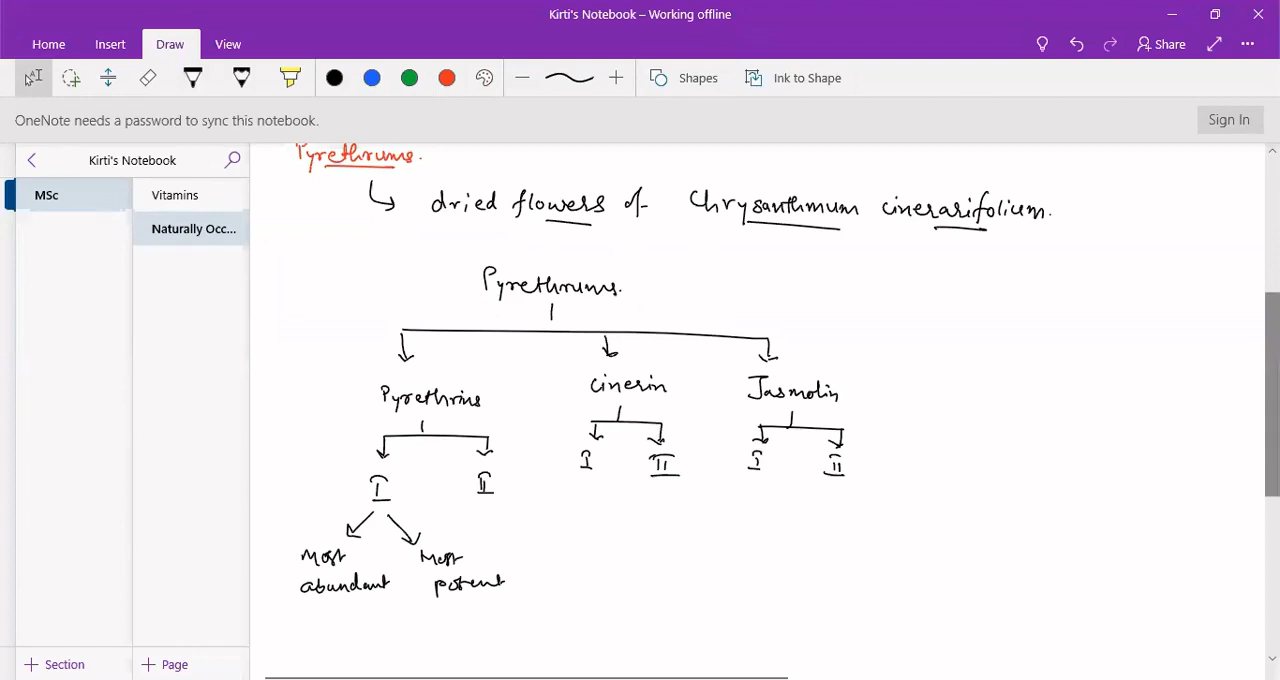 Kirti's Notebook – Working offline
Home Insert Draw View
Share
Shapes Ink to Shape
OneNote needs a password to sync this notebook.
Sign In
Kirti's Notebook
MSc
Vitamins
Naturally Occ...
Pyrethrums.
dried flowers of Chrysanthmum cinerarifolium.
Pyrethrums.
Pyrethrins cinerin Jasmolin
I II I II I II
Most abundant
Most potent
Section
Page